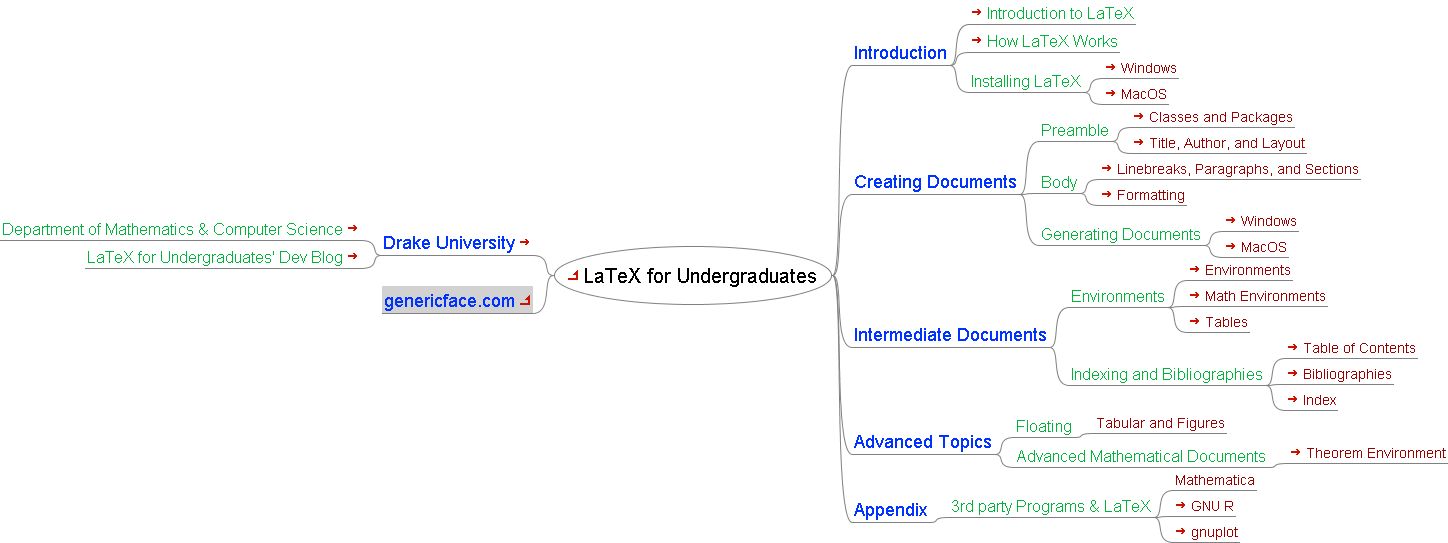 LaTeX for Undergraduates
Drake University
Department of Mathematics & Computer Science
LaTeX for Undergraduates' Dev Blog
genericface.com
Introduction
Introduction to LaTeX
How LaTeX Works
Installing LaTeX
Windows
MacOS
Creating Documents
Preamble
Classes and Packages
Title, Author, and Layout
Body
Linebreaks, Paragraphs, and Sections
Formatting
Generating Documents
Windows
MacOS
Intermediate Documents
Environments
Environments
Math Environments
Tables
Indexing and Bibliographies
Table of Contents
Bibliographies
Index
Advanced Topics
Floating
Tabular and Figures
Advanced Mathematical Documents
Theorem Environment
Appendix
3rd party Programs & LaTeX
Mathematica
GNU R
gnuplot